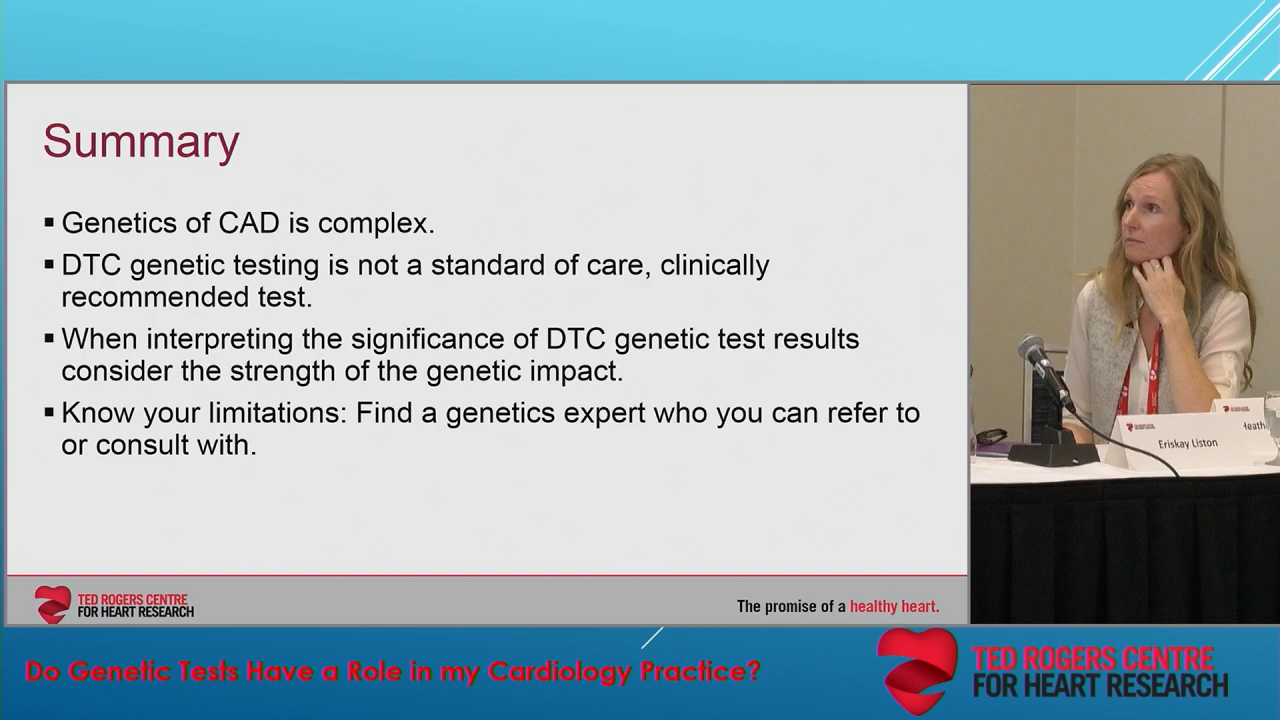 Summary
▪ Genetics of CAD is complex.
▪ DTC genetic testing is not a standard of care, clinically
recommended test.
▪ When interpreting the significance of DTC genetic test results
consider the strength of the genetic impact.
▪ Know your limitations: Find a genetics expert who you can refer to
or consult with.
TED ROGERS CENTRE
FOR HEART RESEARCH
The promise of a healthy heart.
Eriskay Liston
Do Genetic Tests Have a Role in my Cardiology Practice?
TED ROGERS CENTRE
FOR HEART RESEARCH